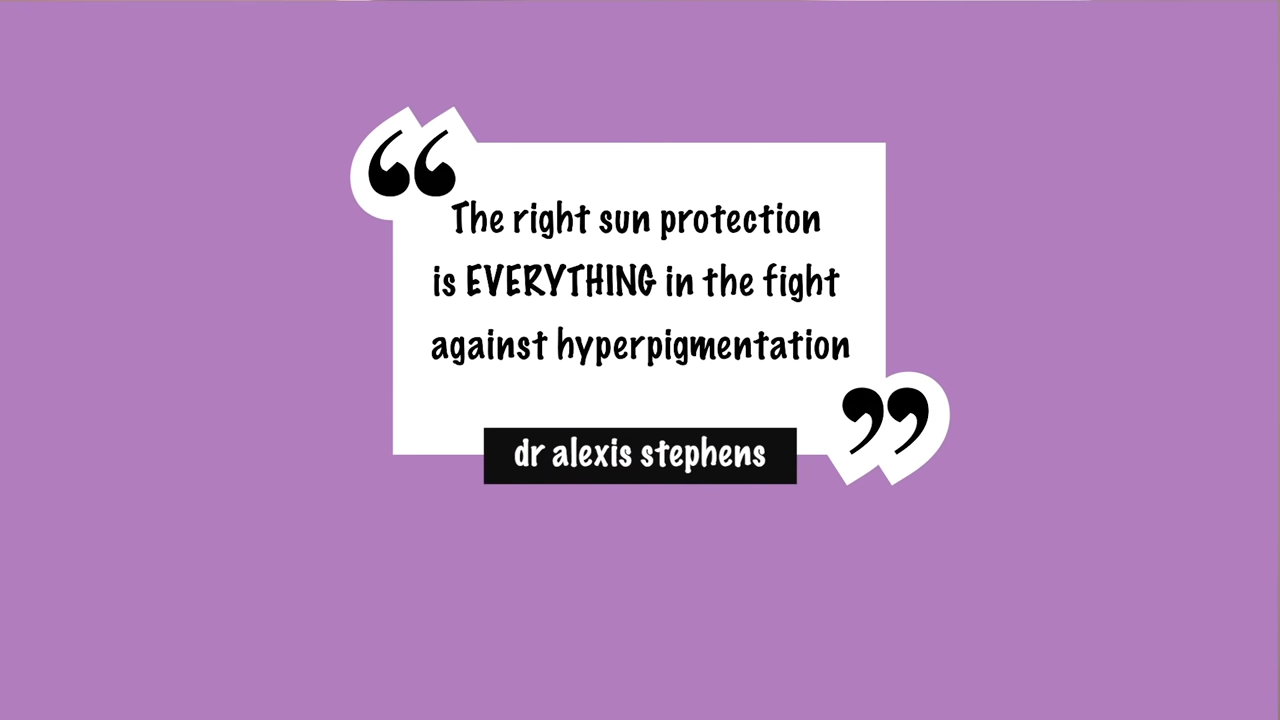 “The right sun protection
is EVERYTHING in the fight
against hyperpigmentation”
dr alexis stephens